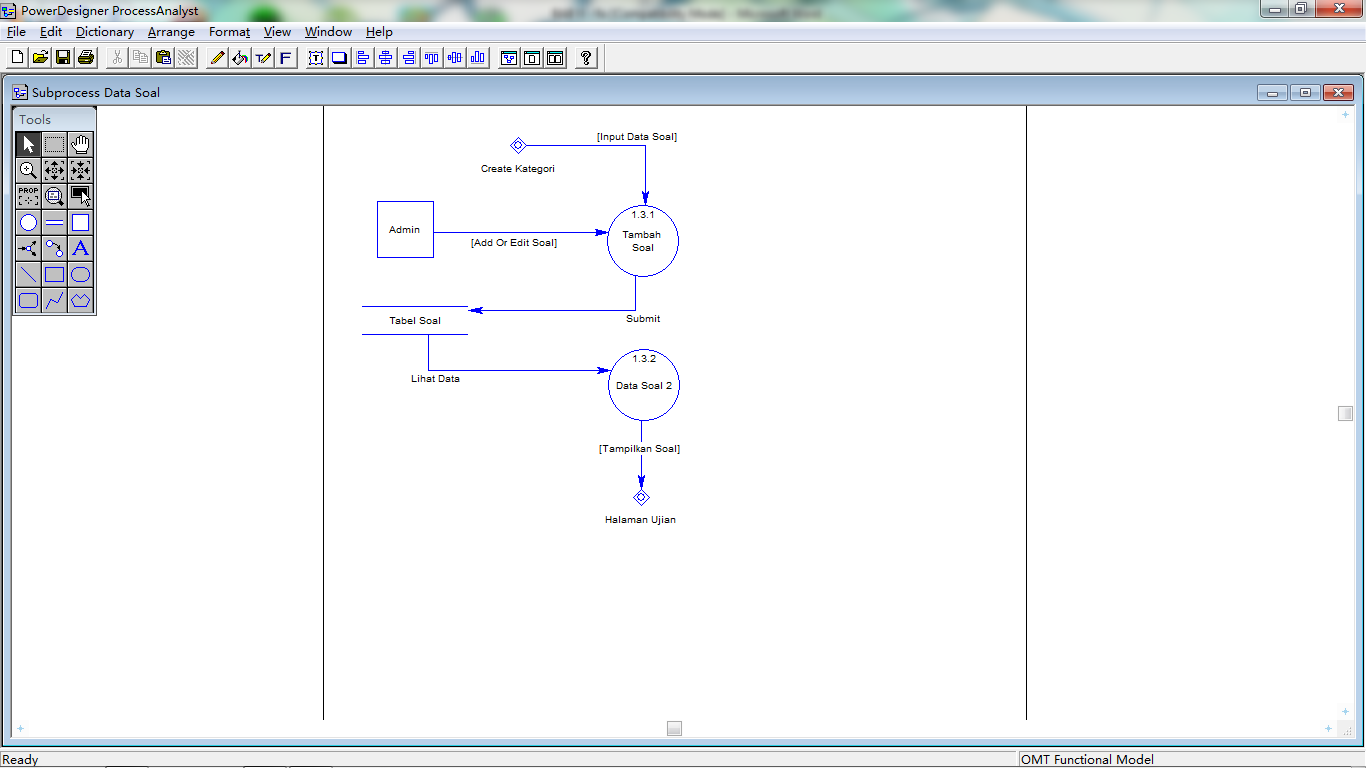 PowerDesigner ProcessAnalyst
File Edit Dictionary Arrange Format View Window Help
Subprocess Data Soal
Tools
PROP
[Input Data Soal]
Create Kategori
1.3.1
Tambah
Soal
Admin
[Add Or Edit Soal]
Tabel Soal
Submit
1.3.2
Data Soal 2
Lihat Data
[Tampilkan Soal]
Halaman Ujian
Ready
OMT Functional Model